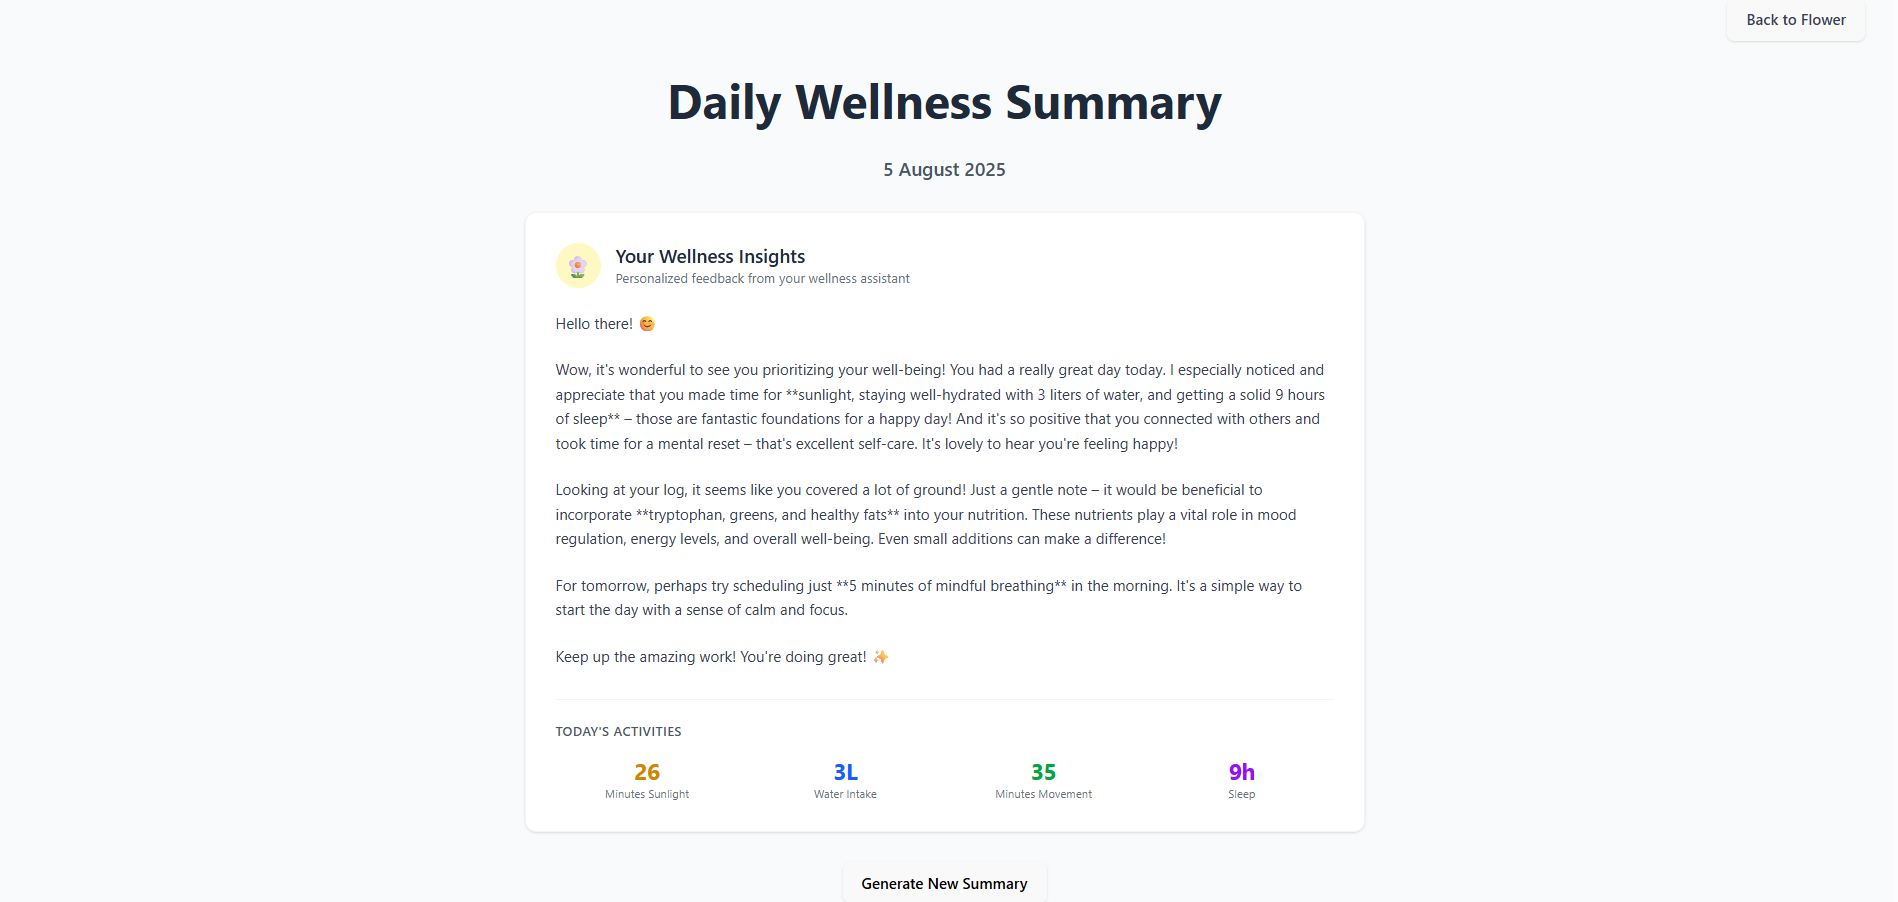 Back to Flower
Daily Wellness Summary
5 August 2025
Your Wellness Insights
Personalized feedback from your wellness assistant
Hello there! 😊
Wow, it's wonderful to see you prioritizing your well-being! You had a really great day today. I especially noticed and
appreciate that you made time for **sunlight, staying well-hydrated with 3 liters of water, and getting a solid 9 hours
of sleep** – those are fantastic foundations for a happy day! And it's so positive that you connected with others and
took time for a mental reset – that's excellent self-care. It's lovely to hear you're feeling happy!
Looking at your log, it seems like you covered a lot of ground! Just a gentle note – it would be beneficial to
incorporate **tryptophan, greens, and healthy fats** into your nutrition. These nutrients play a vital role in mood
regulation, energy levels, and overall well-being. Even small additions can make a difference!
For tomorrow, perhaps try scheduling just **5 minutes of mindful breathing** in the morning. It's a simple way to
start the day with a sense of calm and focus.
Keep up the amazing work! You're doing great! ✨
TODAY'S ACTIVITIES
26
Minutes Sunlight
3L
Water Intake
35
Minutes Movement
9h
Sleep
Generate New Summary